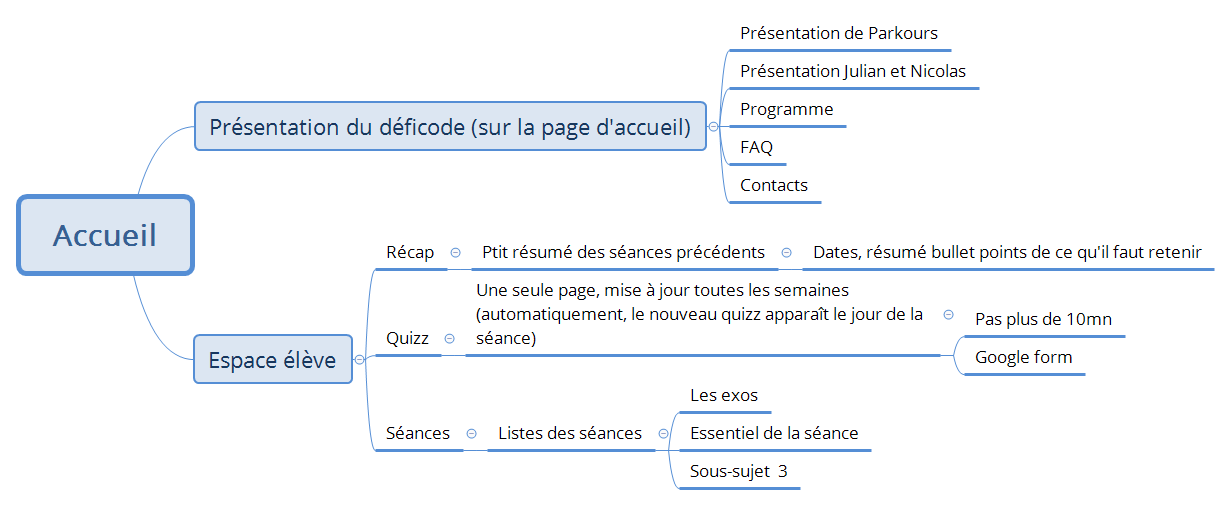 Accueil
Présentation du déficode (sur la page d'accueil)
Présentation de Parkours
Présentation Julian et Nicolas
Programme
FAQ
Contacts
Espace élève
Récap
Ptit résumé des séances précédents
Dates, résumé bullet points de ce qu'il faut retenir
Quizz
Une seule page, mise à jour toutes les semaines
(automatiquement, le nouveau quizz apparaît le jour de la
séance)
Pas plus de 10mn
Google form
Séances
Listes des séances
Les exos
Essentiel de la séance
Sous-sujet 3